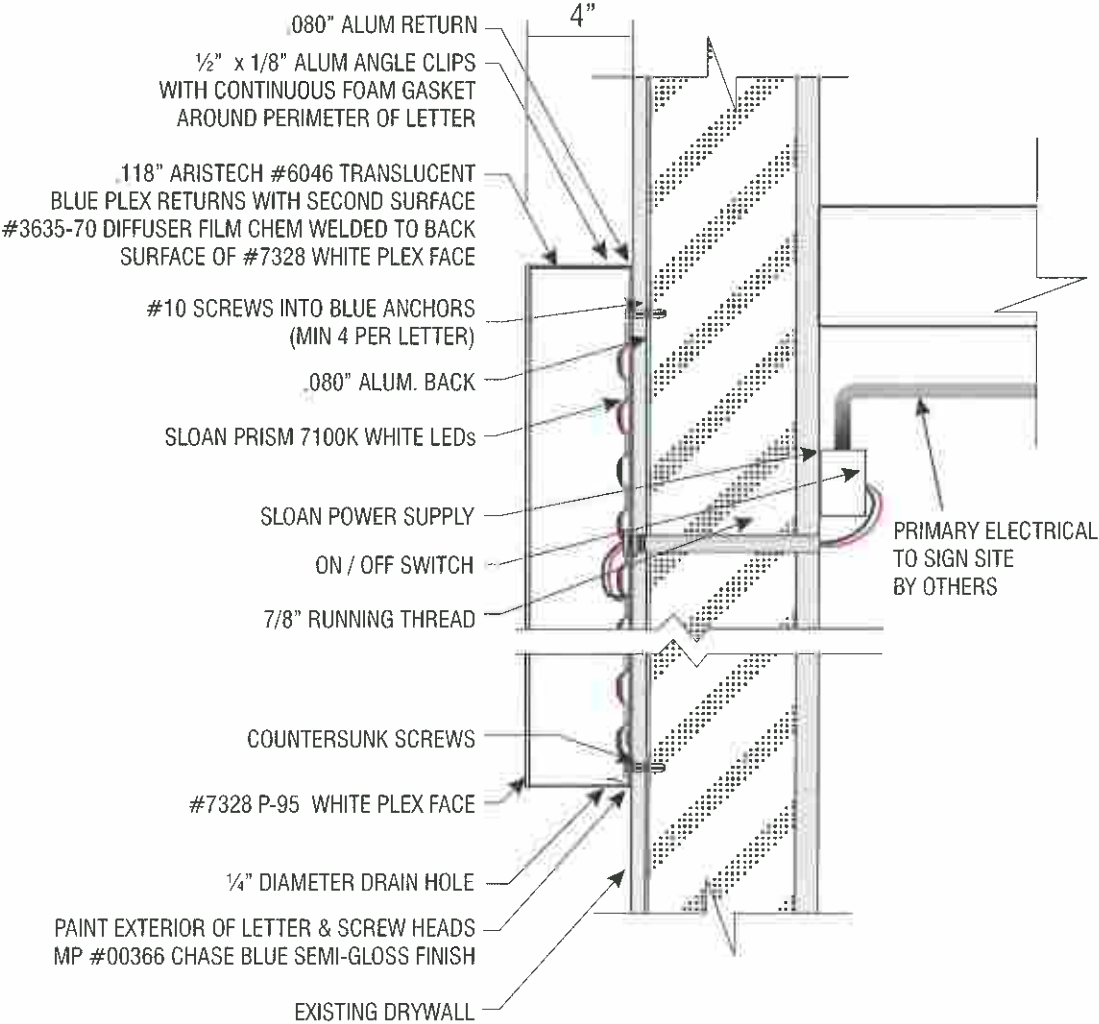 4"
.080" ALUM RETURN
½" x 1/8" ALUM ANGLE CLIPS
WITH CONTINUOUS FOAM GASKET
AROUND PERIMETER OF LETTER
.118" ARISTECH #6046 TRANSLUCENT
BLUE PLEX RETURNS WITH SECOND SURFACE
#3635-70 DIFFUSER FILM CHEM WELDED TO BACK
SURFACE OF #7328 WHITE PLEX FACE
#10 SCREWS INTO BLUE ANCHORS
(MIN 4 PER LETTER)
.080" ALUM. BACK
SLOAN PRISM 7100K WHITE LEDs
SLOAN POWER SUPPLY
ON / OFF SWITCH
7/8" RUNNING THREAD
PRIMARY ELECTRICAL
TO SIGN SITE
BY OTHERS
COUNTERSUNK SCREWS
#7328 P-95 WHITE PLEX FACE
¼" DIAMETER DRAIN HOLE
PAINT EXTERIOR OF LETTER & SCREW HEADS
MP #00366 CHASE BLUE SEMI-GLOSS FINISH
EXISTING DRYWALL